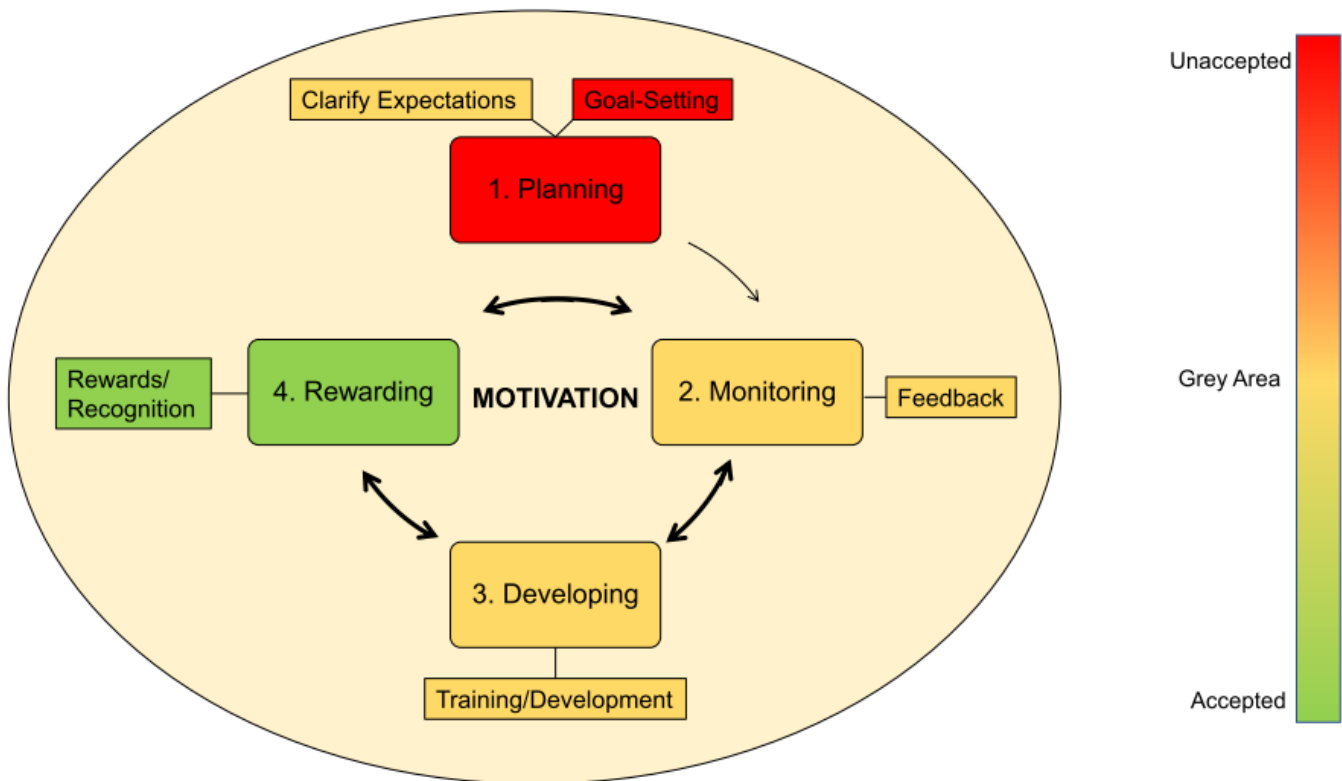 Unaccepted
Clarify Expectations
Goal-Setting
1. Planning
Rewards/
Recognition
4. Rewarding
MOTIVATION
2. Monitoring
Feedback
Grey Area
3. Developing
Training/Development
Accepted